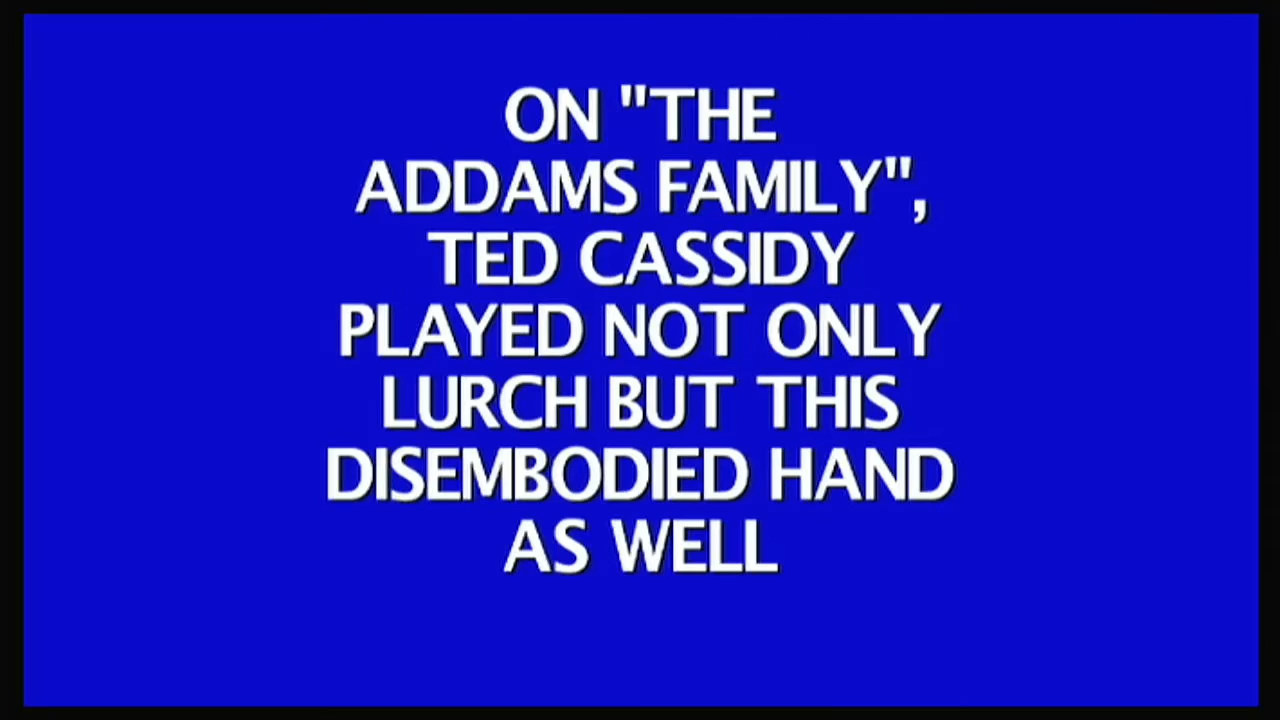 ON "THE
ADDAMS FAMILY",
TED CASSIDY
PLAYED NOT ONLY
LURCH BUT THIS
DISEMBODIED HAND
AS WELL